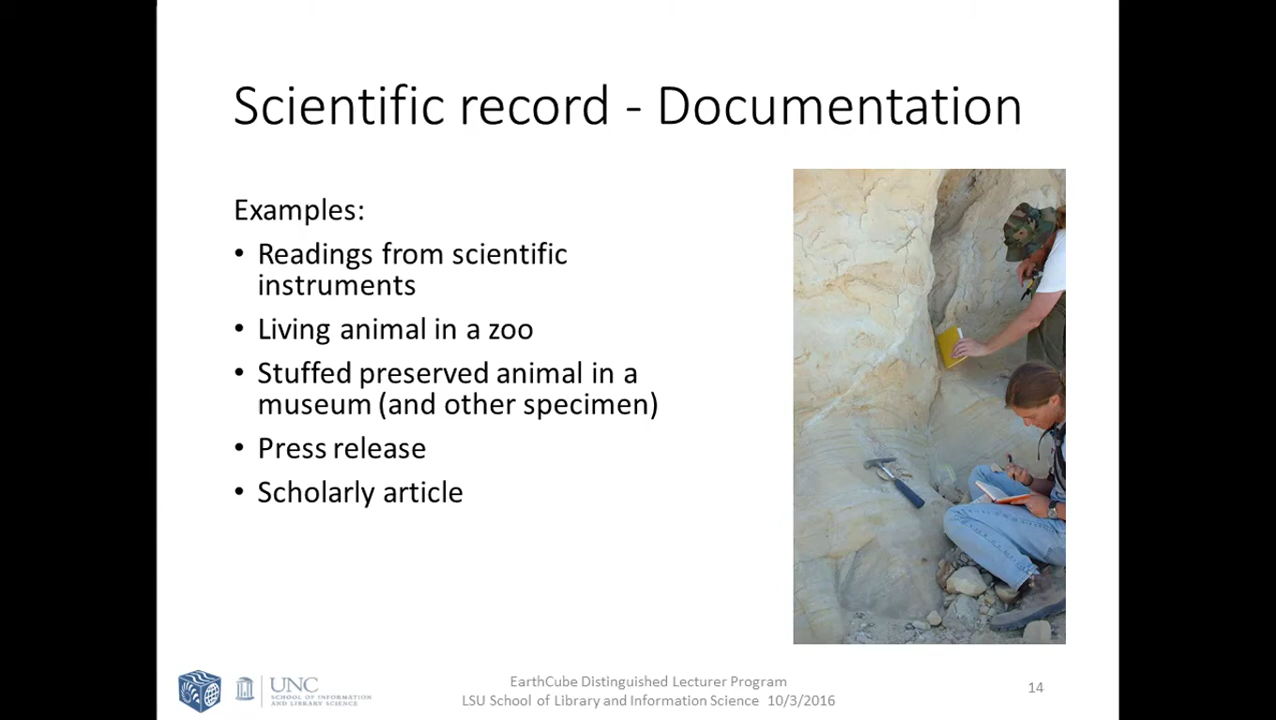 Scientific record - Documentation
Examples:
• Readings from scientific
instruments
• Living animal in a zoo
• Stuffed preserved animal in a
museum (and other specimen)
• Press release
• Scholarly article
UNC
SCHOOL OF INFORMATION
AND LIBRARY SCIENCE
EarthCube Distinguished Lecturer Program
LSU School of Library and Information Science 10/3/2016
14